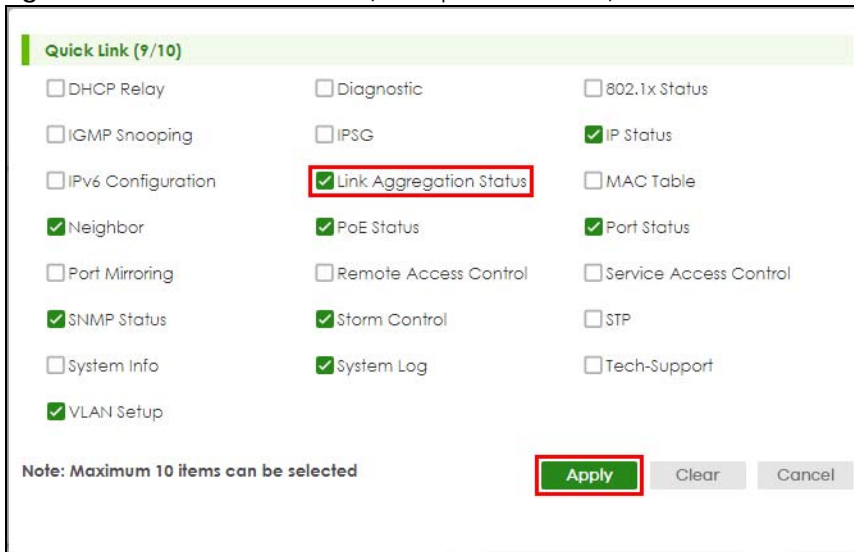 Quick Link (9/10)
DHCP Relay Diagnostic 802.1x Status
IGMP Snooping IPSG IP Status
IPv6 Configuration Link Aggregation Status MAC Table
Neighbor PoE Status Port Status
Port Mirroring Remote Access Control Service Access Control
SNMP Status Storm Control STP
System Info System Log Tech-Support
VLAN Setup
Note: Maximum 10 items can be selected Apply Clear Cancel